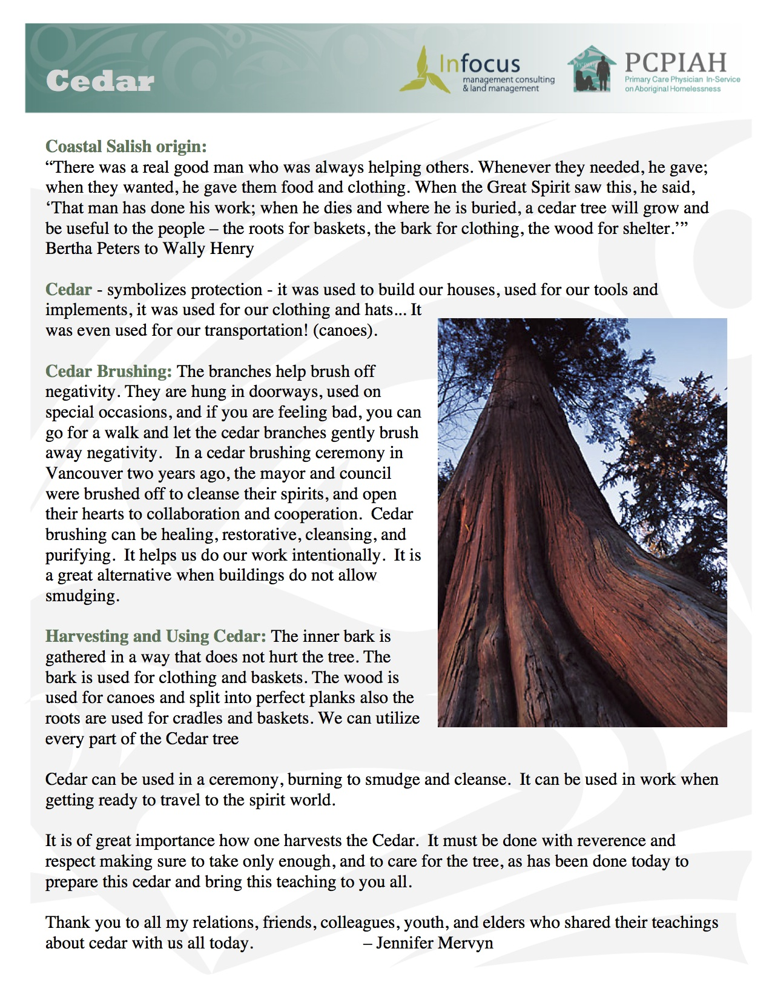 Cedar
Infocus
management consulting
& land management
PCPIAH
PCPIAH
Primary Care Physician In-Service
on Aboriginal Homelessness
Coastal Salish origin:
“There was a real good man who was always helping others. Whenever they needed, he gave;
when they wanted, he gave them food and clothing. When the Great Spirit saw this, he said,
‘That man has done his work; when he dies and where he is buried, a cedar tree will grow and
be useful to the people – the roots for baskets, the bark for clothing, the wood for shelter.’”
Bertha Peters to Wally Henry
Cedar - symbolizes protection - it was used to build our houses, used for our tools and
implements, it was used for our clothing and hats... It
was even used for our transportation! (canoes).
Cedar Brushing: The branches help brush off
negativity. They are hung in doorways, used on
special occasions, and if you are feeling bad, you can
go for a walk and let the cedar branches gently brush
away negativity.   In a cedar brushing ceremony in
Vancouver two years ago, the mayor and council
were brushed off to cleanse their spirits, and open
their hearts to collaboration and cooperation.  Cedar
brushing can be healing, restorative, cleansing, and
purifying.  It helps us do our work intentionally.  It is
a great alternative when buildings do not allow
smudging.
Harvesting and Using Cedar: The inner bark is
gathered in a way that does not hurt the tree. The
bark is used for clothing and baskets. The wood is
used for canoes and split into perfect planks also the
roots are used for cradles and baskets. We can utilize
every part of the Cedar tree
Cedar can be used in a ceremony, burning to smudge and cleanse.  It can be used in work when
getting ready to travel to the spirit world.
It is of great importance how one harvests the Cedar.  It must be done with reverence and
respect making sure to take only enough, and to care for the tree, as has been done today to
prepare this cedar and bring this teaching to you all.
Thank you to all my relations, friends, colleagues, youth, and elders who shared their teachings
about cedar with us all today. – Jennifer Mervyn